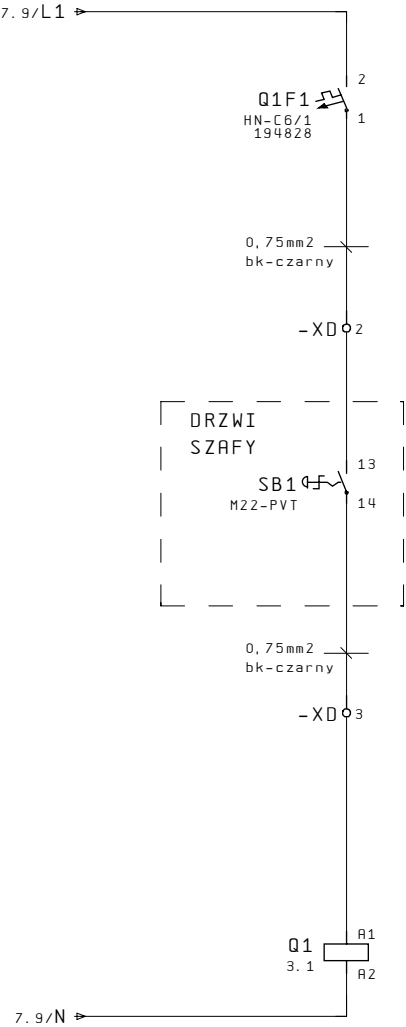 7.9/L1
2
Q1F1
HN-C6/1
194828
1
0,75mm2
bk-czarny
-XD 2
DRZWI
SZAFY
13
SB1
M22-PVT
14
0,75mm2
bk-czarny
-XD 3
A1
Q1
3.1
A2
7.9/N